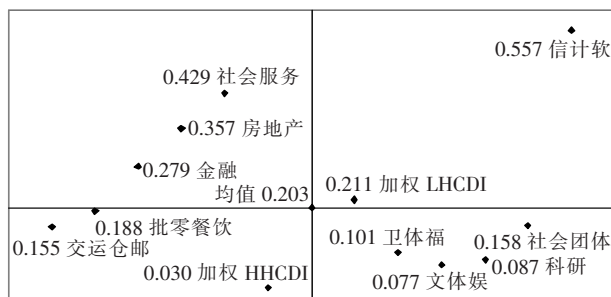 0.557 信计软
0.429 社会服务
0.357 房地产
0.279 金融
均值 0.203
0.211 加权 LHCDI
0.188 批零餐饮
0.155 交运仓邮
0.101 卫体福
0.158 社会团体
0.030 加权 HHCDI
0.077 文体娱
0.087 科研